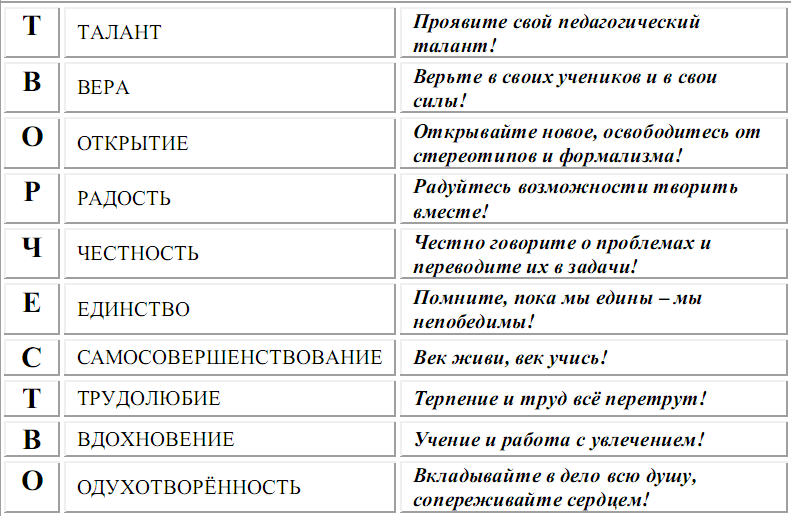 Т ТАЛАНТ Проявите свой педагогический
талант!
В ВЕРА Верьте в своих учеников и в свои
силы!
О ОТКРЫТИЕ Открывайте новое, освободитесь от
стереотипов и формализма!
Р РАДОСТЬ Радуйтесь возможности творить
вместе!
Ч ЧЕСТНОСТЬ Честно говорите о проблемах и
переводите их в задачи!
Е ЕДИНСТВО Помните, пока мы едины – мы
непобедимы!
С САМОСОВЕРШЕНСТВОВАНИЕ Век живи, век учись!
Т ТРУДОЛЮБИЕ Терпение и труд всё перетрут!
В ВДОХНОВЕНИЕ Учение и работа с увлечением!
О ОДУХОТВОРЁННОСТЬ Вкладывайте в дело всю душу,
сопереживайте сердцем!